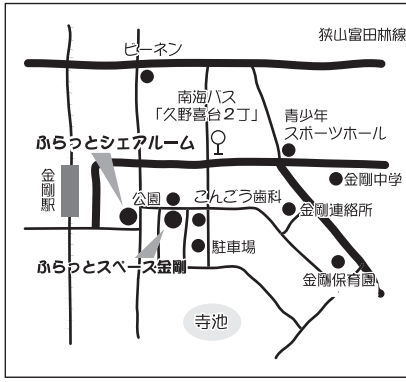 狭山富田林線
ピーネン
南海バス
「久野喜台2丁」
青少年
スポーツホール
ふらっとシェアルーム
金剛駅
公園
こんごう歯科
金剛中学
金剛連絡所
駐車場
ふらっとスペース金剛
金剛保育園
寺池